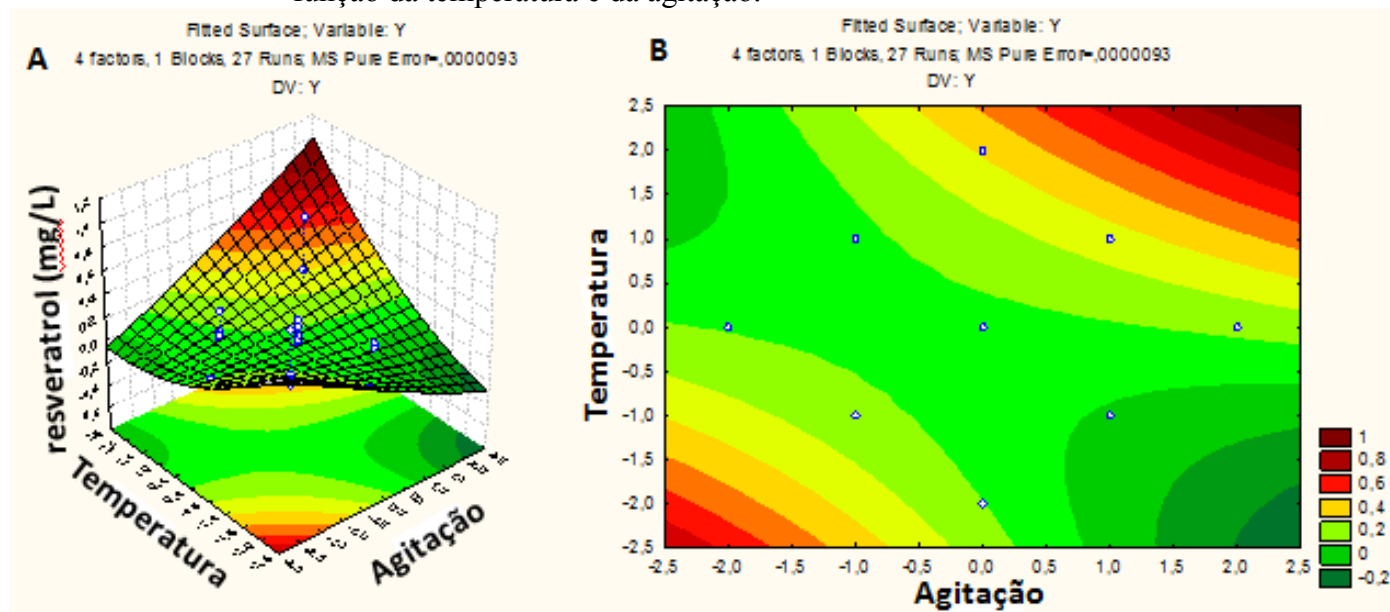 função da temperatura e da agitação.
Fitted Surface; Variable: Y
4 factors, 1 Blocks, 27 Runs; MS Pure Error=,0000093
DV: Y
A
resveratrol (mg/L)
Temperatura
Agitação
Fitted Surface; Variable: Y
4 factors, 1 Blocks, 27 Runs; MS Pure Error=,0000093
DV: Y
B
2,5
2,0
1,5
1,0
0,5
0,0
-0,5
-1,0
-1,5
-2,0
-2,5
Temperatura
-2,5 -2,0 -1,5 -1,0 -0,5 0,0 0,5 1,0 1,5 2,0 2,5
Agitação
1
0,8
0,6
0,4
0,2
0
-0,2